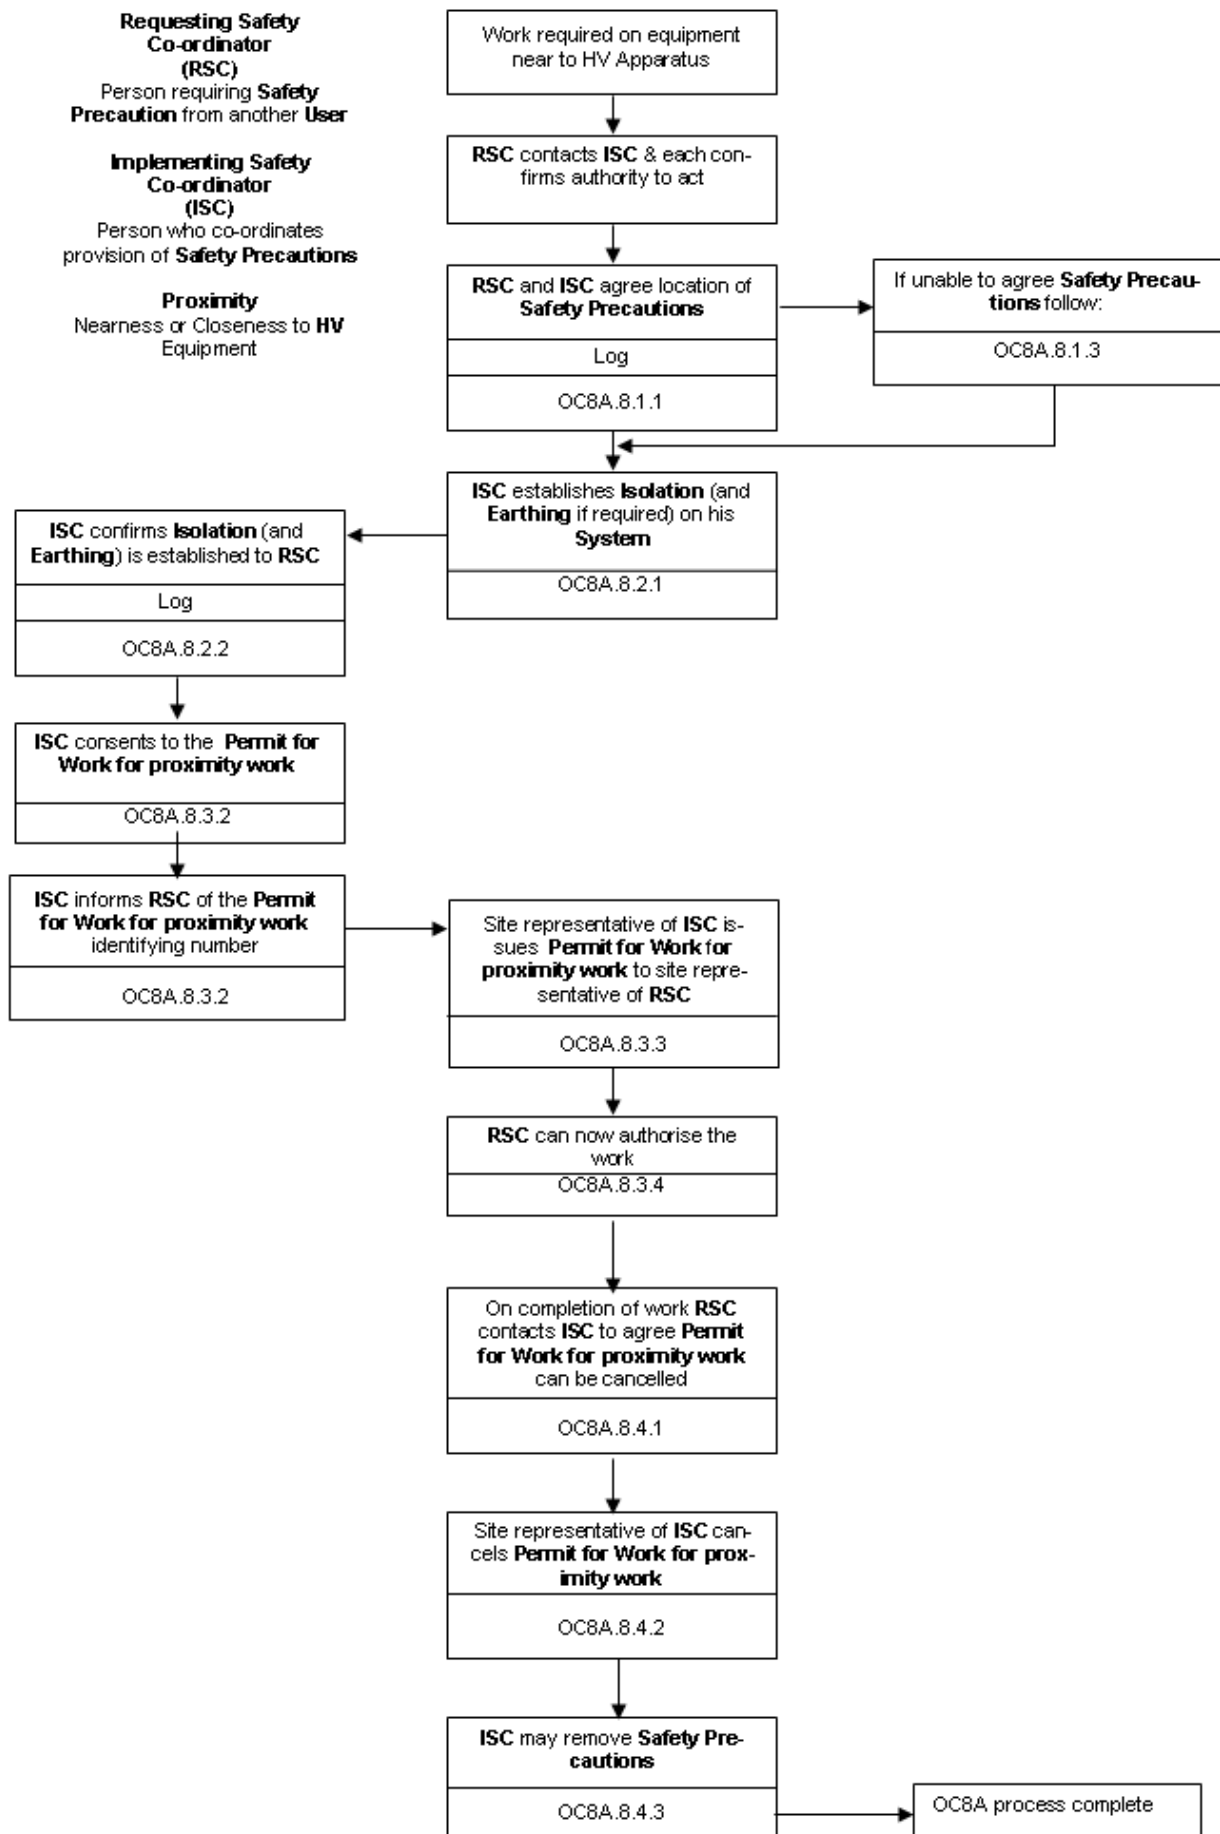 Requesting Safety
Co-ordinator
(RSC)
Person requiring Safety
Precaution from another User
Implementing Safety
Co-ordinator
(ISC)
Person who co-ordinates
provision of Safety Precautions
Proximity
Nearness or Closeness to HV
Equipment
Work required on equipment
near to HV Apparatus
RSC contacts ISC & each con-
firms authority to act
RSC and ISC agree location of
Safety Precautions
Log
OC8A.8.1.1
If unable to agree Safety Precau-
tions follow:
OC8A.8.1.3
ISC establishes Isolation (and
Earthing if required) on his
System
OC8A.8.2.1
ISC confirms Isolation (and
Earthing) is established to RSC
Log
OC8A.8.2.2
ISC consents to the Permit for
Work for proximity work
OC8A.8.3.2
ISC informs RSC of the Permit
for Work for proximity work
identifying number
OC8A.8.3.2
Site representative of ISC is-
sues Permit for Work for
proximity work to site repre-
sentative of RSC
OC8A.8.3.3
RSC can now authorise the
work
OC8A.8.3.4
On completion of work RSC
contacts ISC to agree Permit
for Work for proximity work
can be cancelled
OC8A.8.4.1
Site representative of ISC can-
cels Permit for Work for prox-
imity work
OC8A.8.4.2
ISC may remove Safety Pre-
cautions
OC8A.8.4.3
OC8A process complete